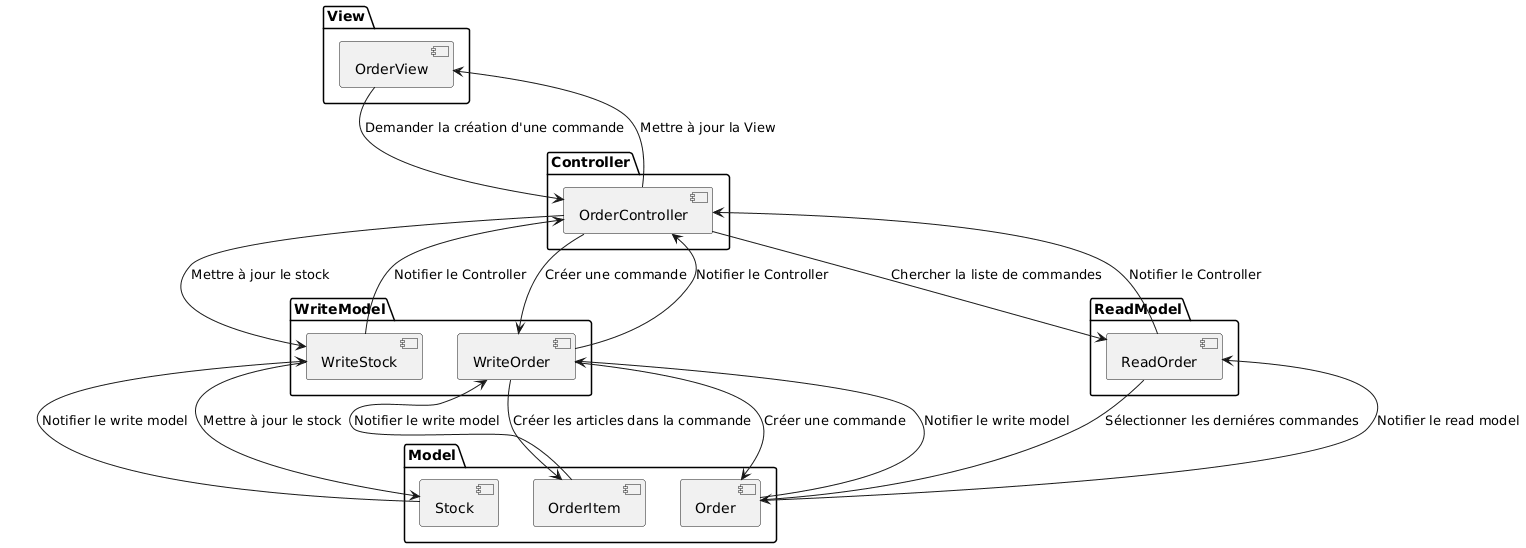 View
OrderView
Demander la création d'une commande
Mettre à jour la View
Controller
OrderController
Mettre à jour le stock
Notifier le Controller
Créer une commande
Notifier le Controller
Chercher la liste de commandes
Notifier le Controller
WriteModel
ReadModel
WriteStock
WriteOrder
ReadOrder
Notifier le write model
Mettre à jour le stock
Notifier le write model
Créer les articles dans la commande
Créer une commande
Notifier le write model
Sélectionner les derniéres commandes
Notifier le read model
Model
Stock
OrderItem
Order